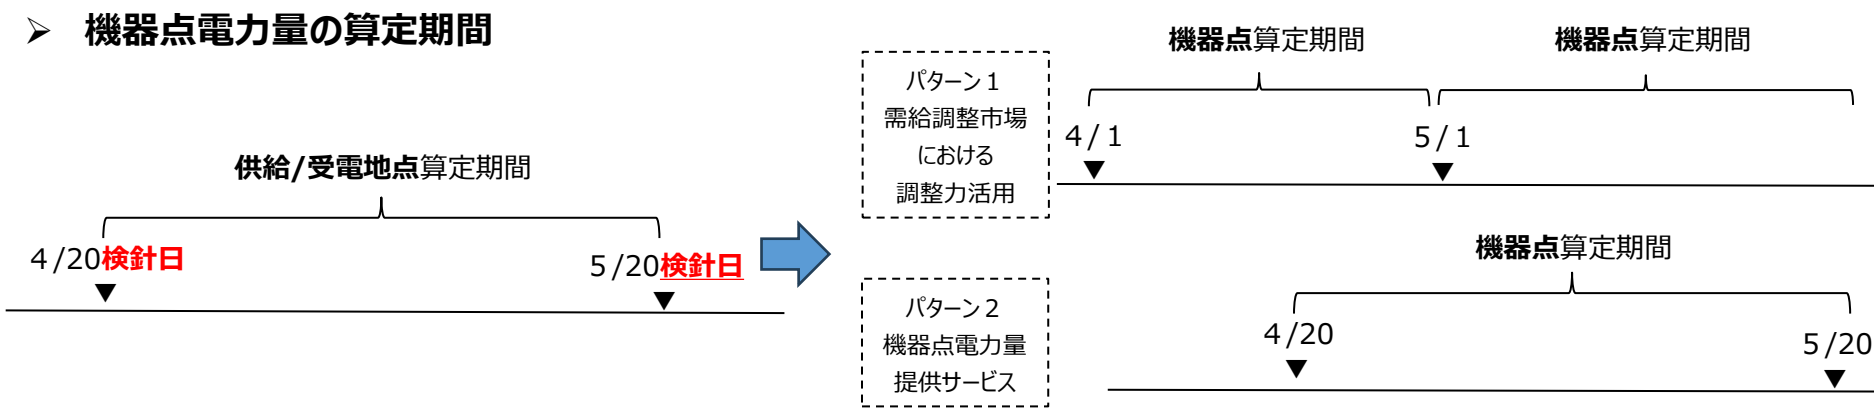 ➢ 機器点電力量の算定期間
供給/受電地点算定期間
4/20検針日
5/20検針日
パターン1
需給調整市場
における
調整力活用
機器点算定期間
機器点算定期間
4/1
5/1
パターン2
機器点電力量
提供サービス
機器点算定期間
4/20
5/20